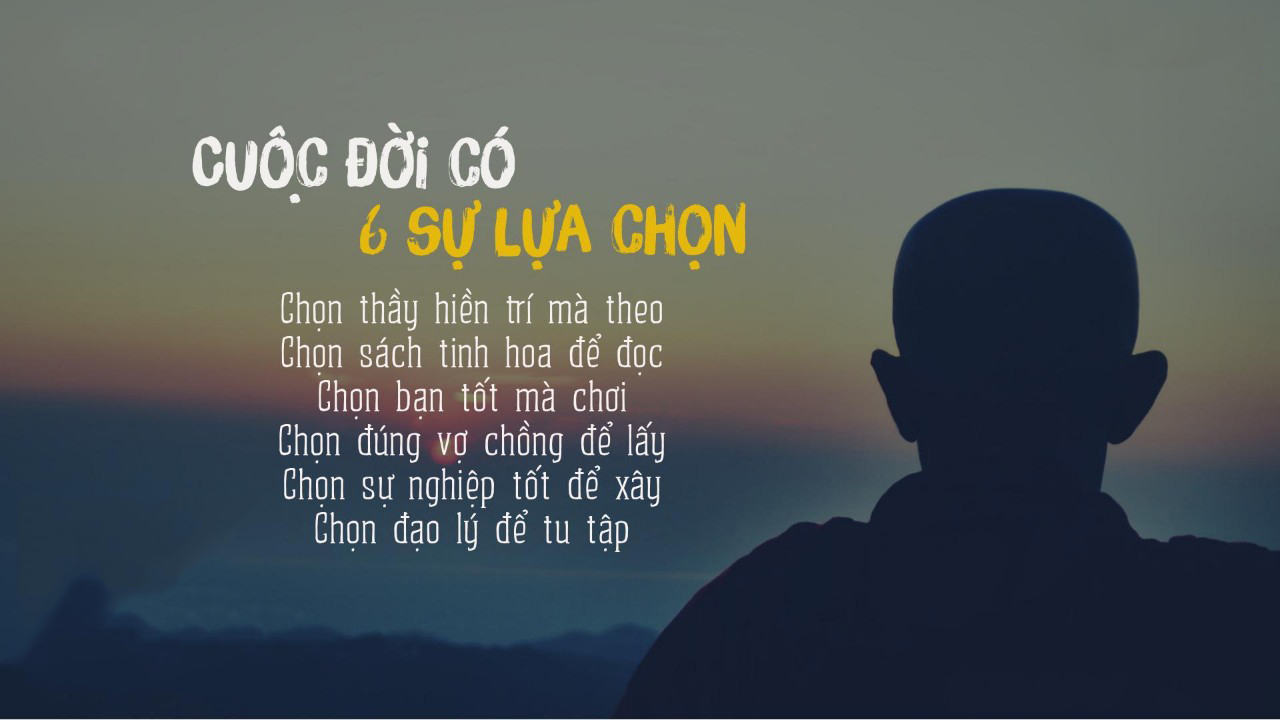 CUỘC ĐỜi CÓ
6 SỰ LỰA CHỌN
Chọn thầy hiền trí mà theo
Chọn sách tinh hoa để đọc
Chọn bạn tốt mà chơi
Chọn đúng vợ chồng để lấy
Chọn sự nghiệp tốt để xây
Chọn đạo lý để tu tập